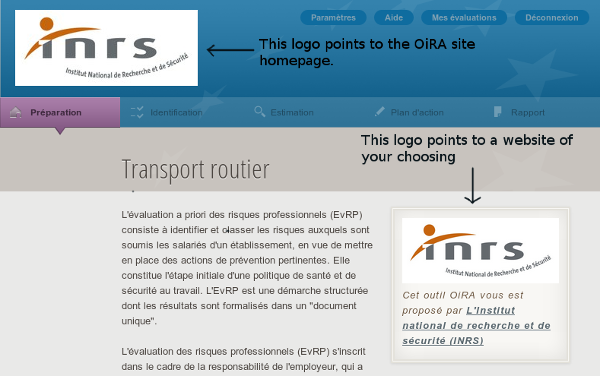 Paramètres
Aide
Mes évaluations
Déconnexion
inrs
Institut National de Recherche et de Sécurité
This logo points to the OiRA site
homepage.
Préparation
Identification
Estimation
Plan d'action
Rapport
This logo points to a website of
your choosing
Transport routier
L'évaluation a priori des risques professionnels (EvRP)
consiste à identifier et classer les risques auxquels sont
soumis les salariés d'un établissement, en vue de mettre
en place des actions de prévention pertinentes. Elle
constitue l'étape initiale d'une politique de santé et de
sécurité au travail. L'EvRP est une démarche structurée
dont les résultats sont formalisés dans un "document
unique".
L'évaluation des risques professionnels (EvRP) s'inscrit
dans le cadre de la responsabilité de l'employeur, qui a
inrs
Institut National de Recherche et de Sécurité
Cet outil OiRA vous est
proposé par L'Institut
national de recherche et de
sécurité (INRS)